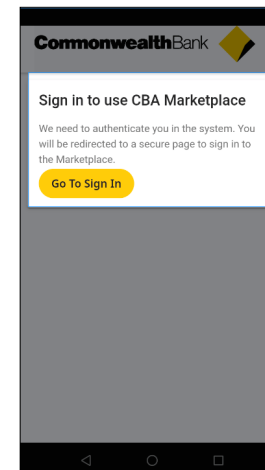 CommonwealthBank
Sign in to use CBA Marketplace
We need to authenticate you in the system. You
will be redirected to a secure page to sign in to
the Marketplace.
Go To Sign In